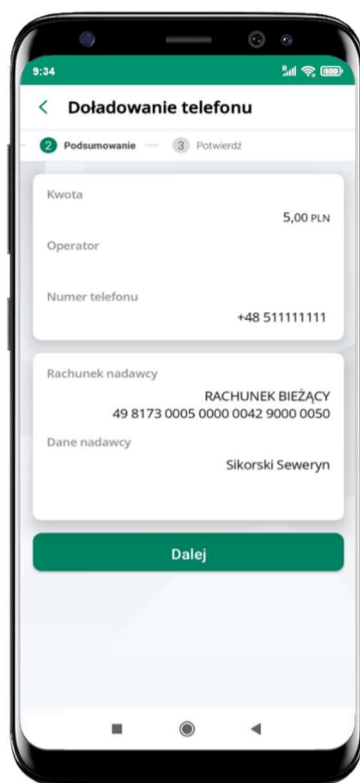 9:34
Doładowanie telefonu
2 Podsumowanie
3 Potwierdź
Kwota
5,00 PLN
Operator
Numer telefonu
+48 511111111
Rachunek nadawcy
RACHUNEK BIEŻĄCY
49 8173 0005 0000 0042 9000 0050
Dane nadawcy
Sikorski Seweryn
Dalej